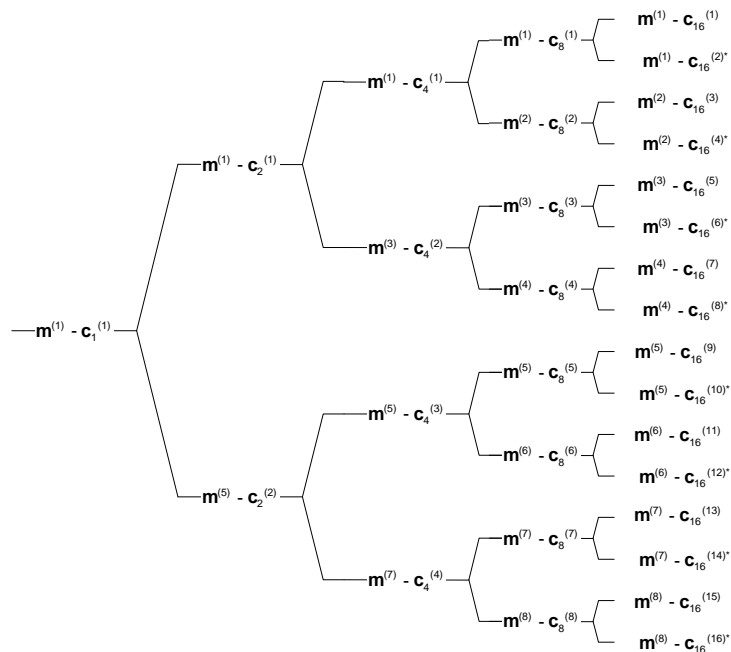 m⁽¹⁾ - c₁₆⁽¹⁾
m⁽¹⁾ - c₈⁽¹⁾
m⁽¹⁾ - c₁₆⁽²⁾*
m⁽¹⁾ - c₄⁽¹⁾
m⁽²⁾ - c₁₆⁽³⁾
m⁽²⁾ - c₈⁽²⁾
m⁽²⁾ - c₁₆⁽⁴⁾*
m⁽¹⁾ - c₂⁽¹⁾
m⁽³⁾ - c₁₆⁽⁵⁾
m⁽³⁾ - c₈⁽³⁾
m⁽³⁾ - c₁₆⁽⁶⁾*
m⁽³⁾ - c₄⁽²⁾
m⁽⁴⁾ - c₁₆⁽⁷⁾
m⁽⁴⁾ - c₈⁽⁴⁾
m⁽⁴⁾ - c₁₆⁽⁸⁾*
m⁽¹⁾ - c₁⁽¹⁾
m⁽⁵⁾ - c₁₆⁽⁹⁾
m⁽⁵⁾ - c₈⁽⁵⁾
m⁽⁵⁾ - c₁₆⁽¹⁰⁾*
m⁽⁵⁾ - c₄⁽³⁾
m⁽⁶⁾ - c₁₆⁽¹¹⁾
m⁽⁶⁾ - c₈⁽⁶⁾
m⁽⁶⁾ - c₁₆⁽¹²⁾*
m⁽⁵⁾ - c₂⁽²⁾
m⁽⁷⁾ - c₁₆⁽¹³⁾
m⁽⁷⁾ - c₈⁽⁷⁾
m⁽⁷⁾ - c₁₆⁽¹⁴⁾*
m⁽⁷⁾ - c₄⁽⁴⁾
m⁽⁸⁾ - c₁₆⁽¹⁵⁾
m⁽⁸⁾ - c₈⁽⁸⁾
m⁽⁸⁾ - c₁₆⁽¹⁶⁾*